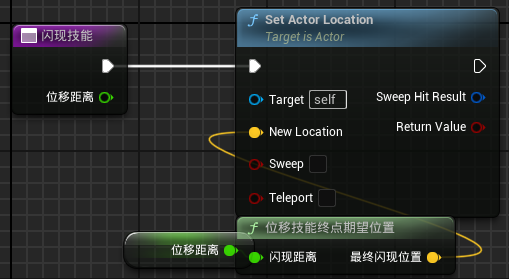 闪现技能
位移距离
Set Actor Location
Target is Actor
Target self
Sweep Hit Result
New Location
Return Value
Sweep
Teleport
位移距离
位移技能终点期望位置
闪现距离
最终闪现位置